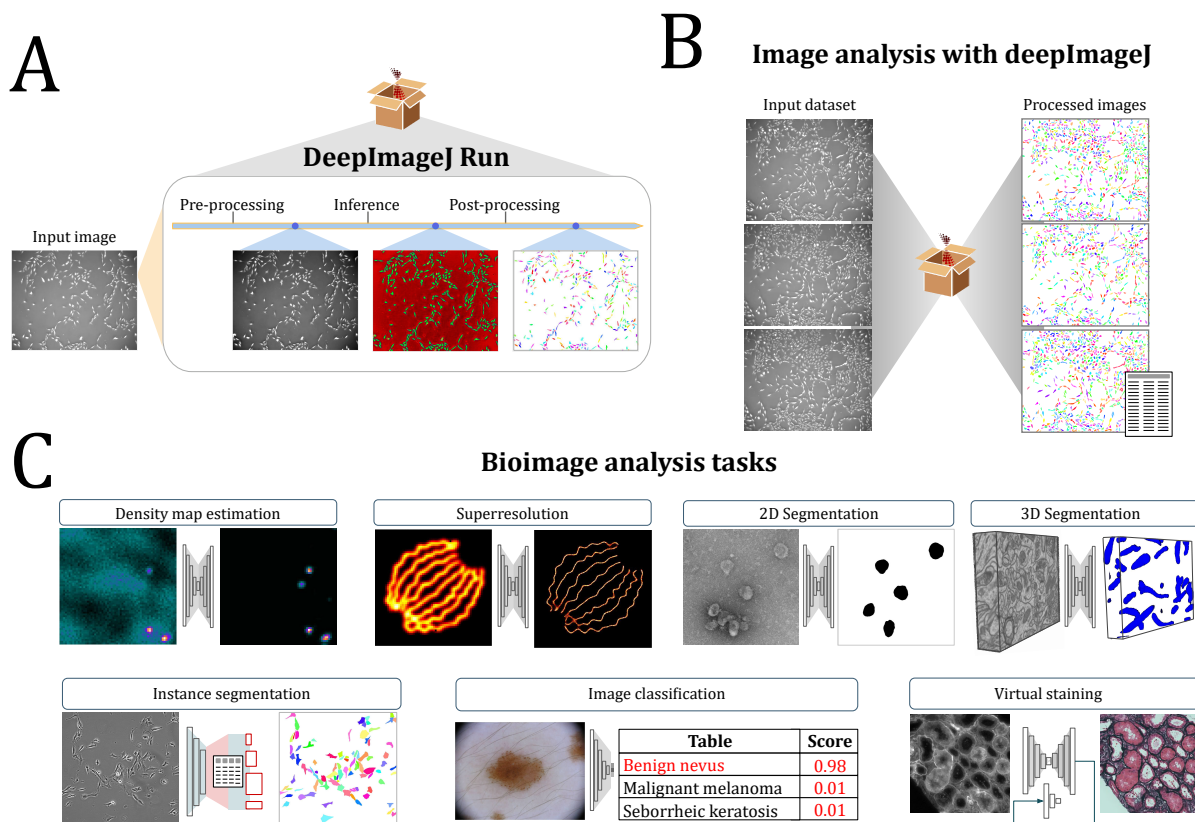 A
DeepImageJ Run
Pre-processing Inference Post-processing
Input image
B
Image analysis with deepImageJ
Input dataset Processed images
C
Bioimage analysis tasks
Density map estimation Superresolution 2D Segmentation 3D Segmentation
Instance segmentation Image classification Virtual staining
Table Score
Benign nevus 0.98
Malignant melanoma 0.01
Seborrheic keratosis 0.01